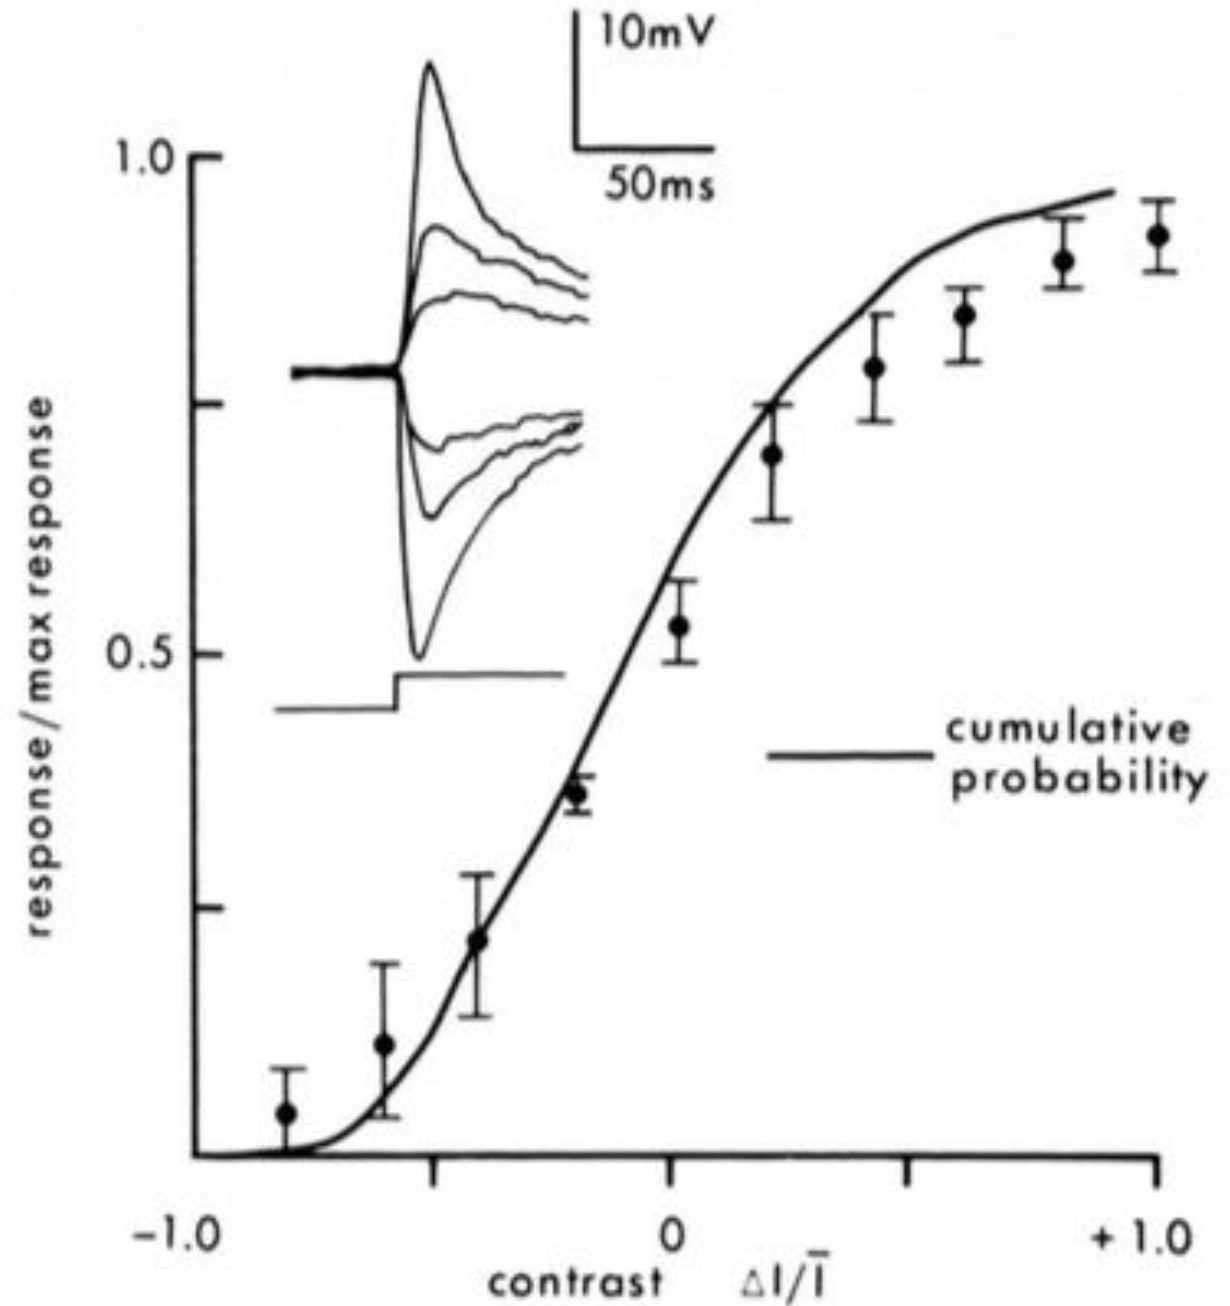 10mV
50ms
1.0
0.5
response/max response
cumulative
probability
-1.0
0
+1.0
contrast ΔI/Ī